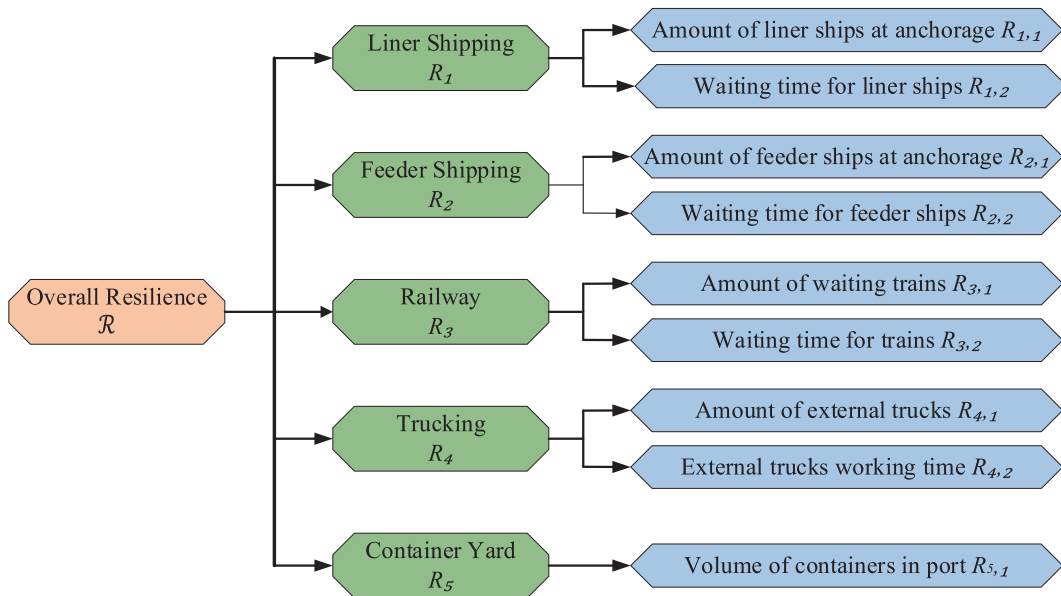 Overall Resilience
ℛ
Liner Shipping
R₁
Amount of liner ships at anchorage R₁,₁
Waiting time for liner ships R₁,₂
Feeder Shipping
R₂
Amount of feeder ships at anchorage R₂,₁
Waiting time for feeder ships R₂,₂
Railway
R₃
Amount of waiting trains R₃,₁
Waiting time for trains R₃,₂
Trucking
R₄
Amount of external trucks R₄,₁
External trucks working time R₄,₂
Container Yard
R₅
Volume of containers in port R₅,₁